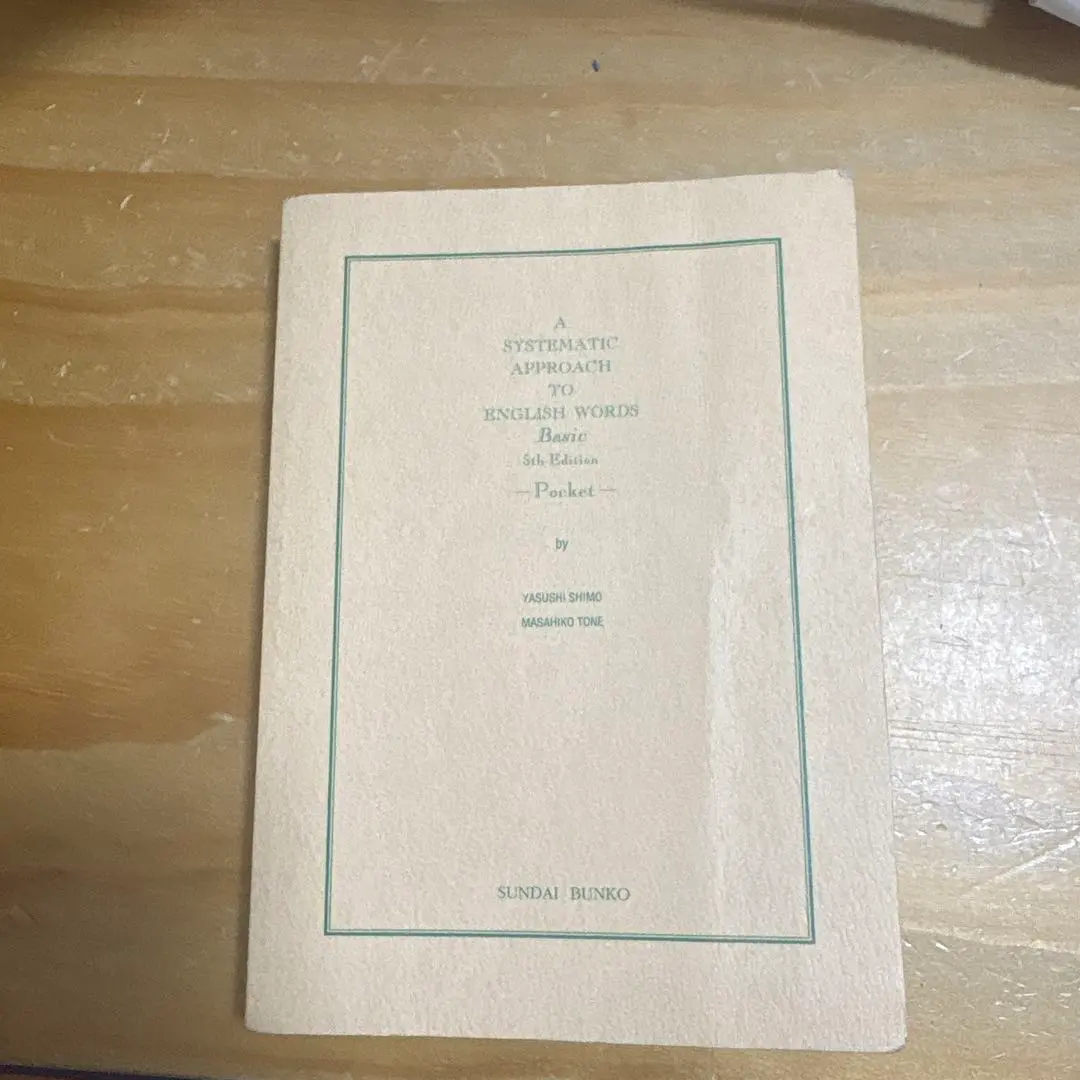 A
SYSTEMATIC
APPROACH
TO
ENGLISH WORDS
Basic
5th Edition
—Pocket—
by
YASUSHI SHIMO
MASAHIKO TONE
SUNDAI BUNKO